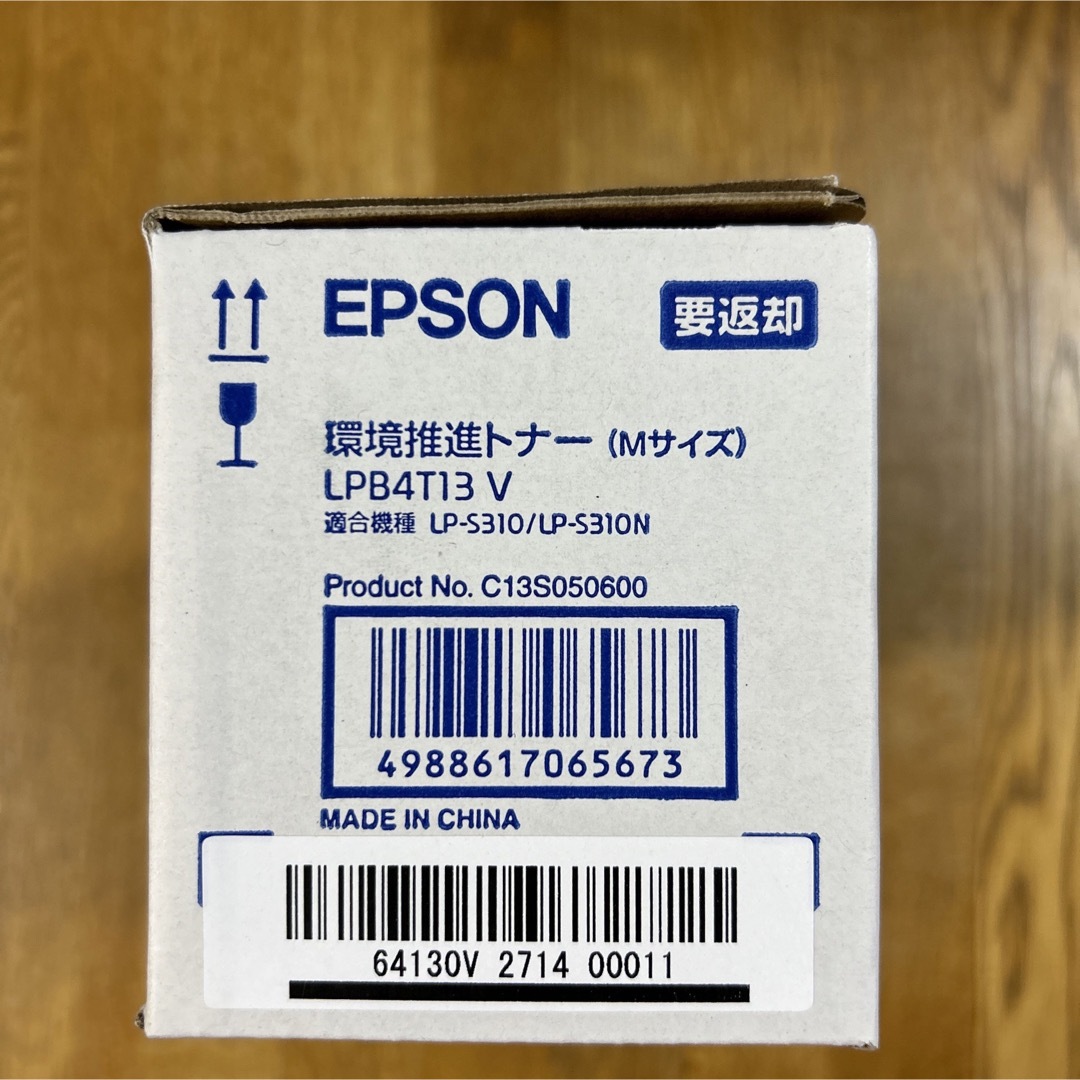 EPSON 要返却
環境推進トナー (Mサイズ)
LPB4T13 V
適合機種 LP-S310/LP-S310N
Product No. C13S050600
4988617065673
MADE IN CHINA
64130V 2714 00011